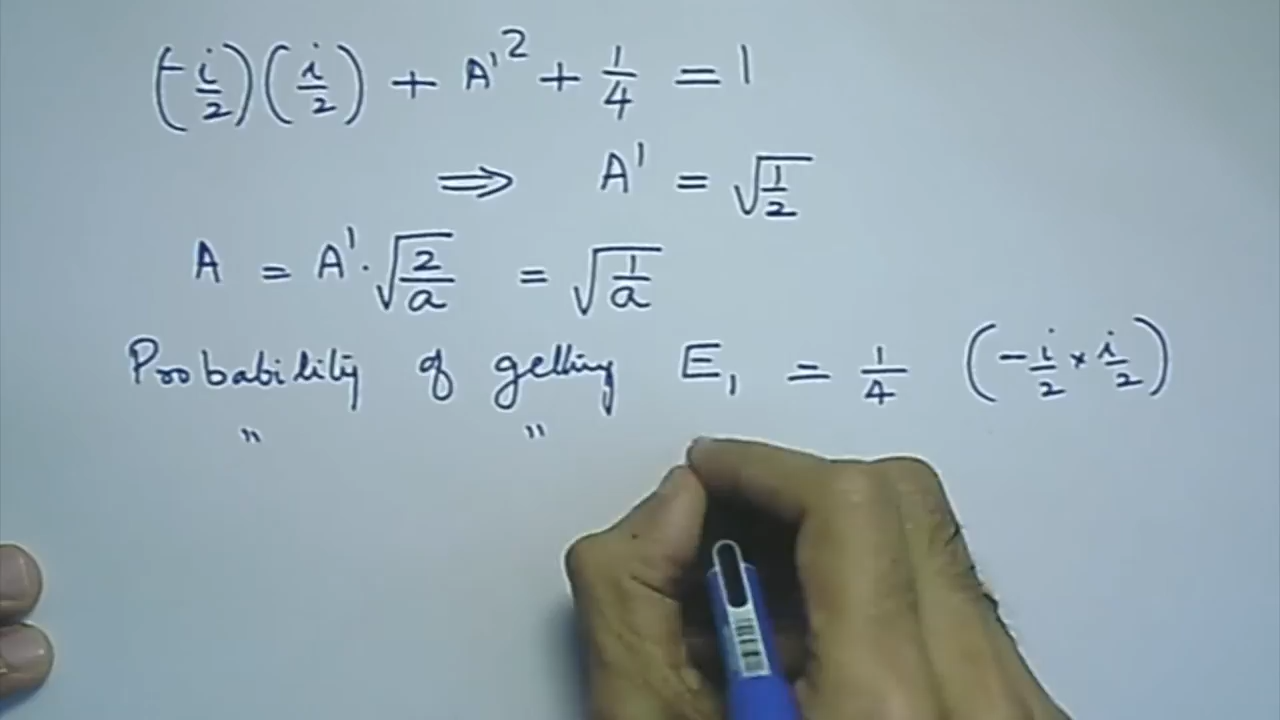 (-i/2)(i/2) + A'² + 1/4 = 1
⇒ A' = √(1/2)
A = A'·√(2/a) = √(1/a)
Probability of getting E₁ = 1/4 (-i/2 × i/2)
" "